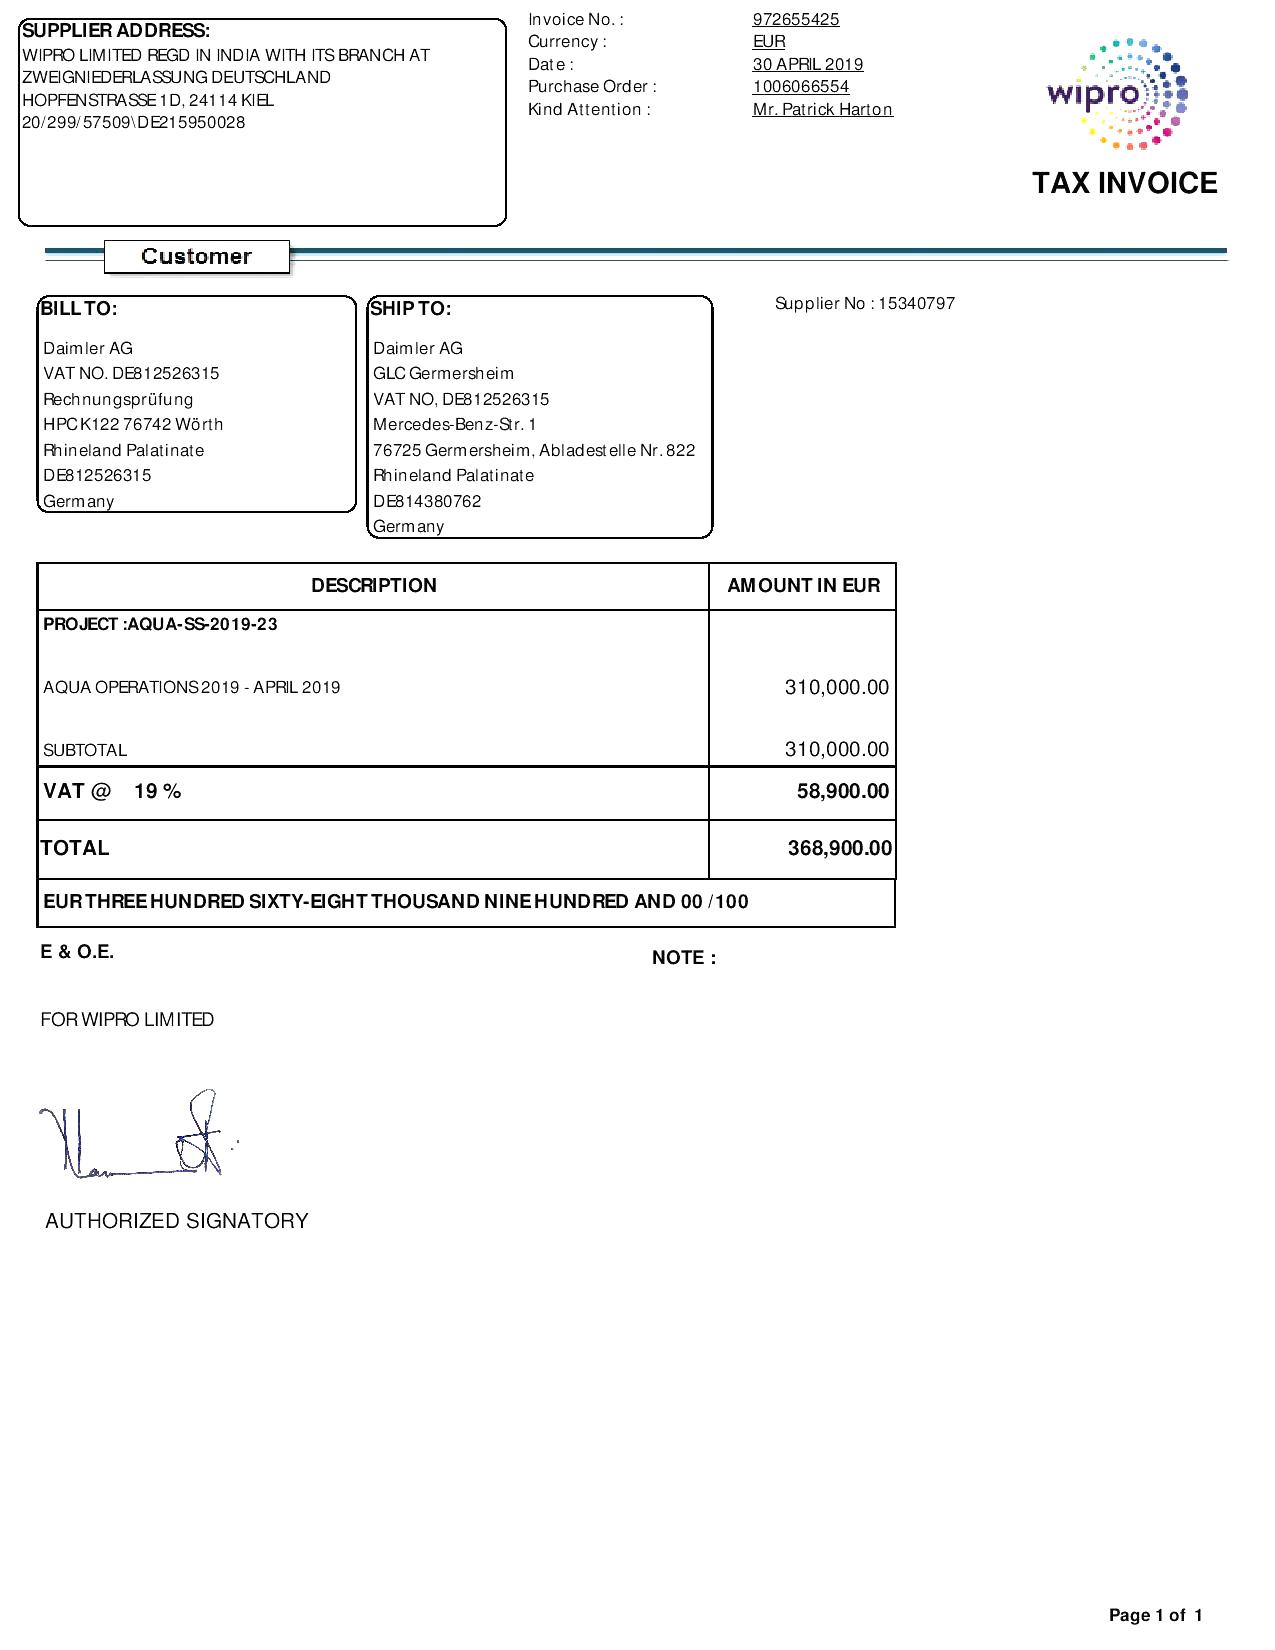 SUPPLIER ADDRESS:
WIPRO LIMITED REGD IN INDIA WITH ITS BRANCH AT
ZWEIGNIEDERLASSUNG DEUTSCHLAND
HOPFENSTRASSE 1D, 24114 KIEL
20/299/57509\DE215950028
Invoice No. : 972655425
Currency : EUR
Date : 30 APRIL 2019
Purchase Order : 1006066554
Kind Attention : Mr. Patrick Harton
wipro
TAX INVOICE
Customer
BILL TO:
Daimler AG
VAT NO. DE812526315
Rechnungsprüfung
HPC K122 76742 Wörth
Rhineland Palatinate
DE812526315
Germany
SHIP TO:
Daimler AG
GLC Germersheim
VAT NO, DE812526315
Mercedes-Benz-Str. 1
76725 Germersheim, Abladestelle Nr. 822
Rhineland Palatinate
DE814380762
Germany
Supplier No : 15340797
DESCRIPTION AMOUNT IN EUR
PROJECT :AQUA-SS-2019-23
AQUA OPERATIONS 2019 - APRIL 2019 310,000.00
SUBTOTAL 310,000.00
VAT @ 19 % 58,900.00
TOTAL 368,900.00
EUR THREE HUNDRED SIXTY-EIGHT THOUSAND NINE HUNDRED AND 00 /100
E & O.E.
NOTE :
FOR WIPRO LIMITED
AUTHORIZED SIGNATORY
Page 1 of 1